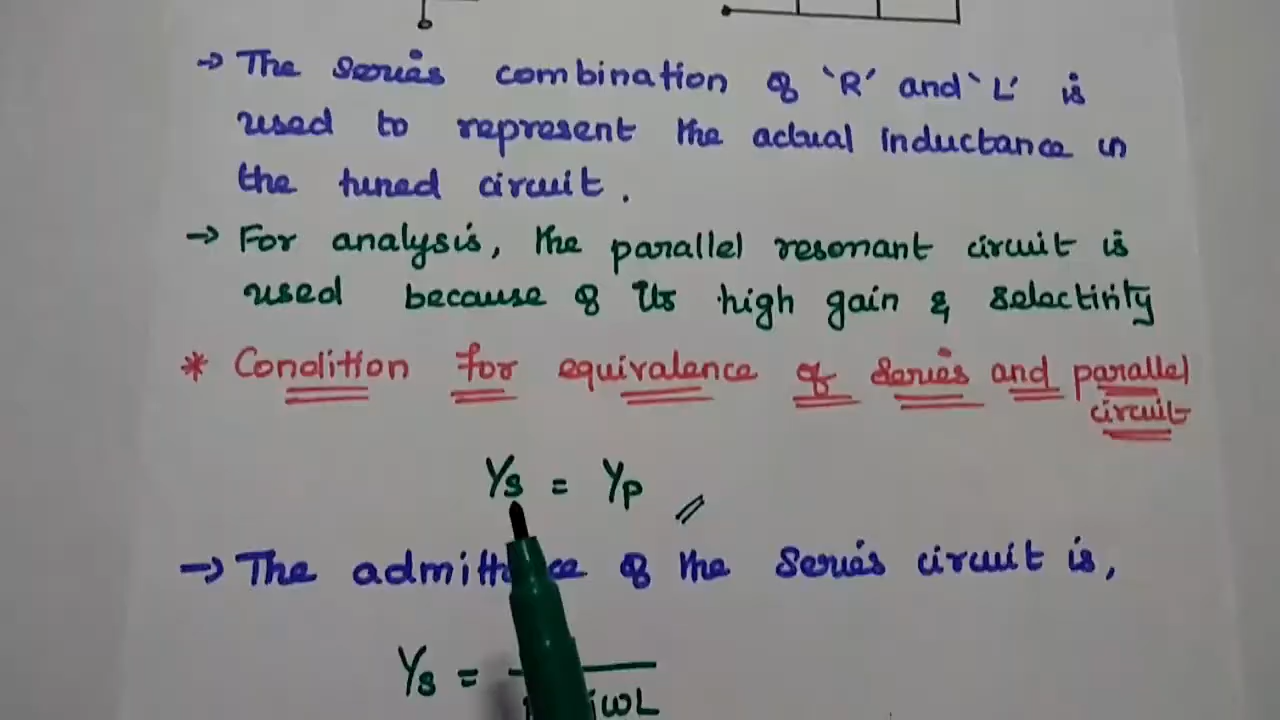 → The series combination of 'R' and 'L' is
used to represent the actual inductance in
the tuned circuit.
→ For analysis, the parallel resonant circuit is
used because of its high gain & selectivity
* Condition for equivalence of series and parallel
circuit
Ys = Yp //
→ The admittance of the series circuit is,
Ys =
jωL